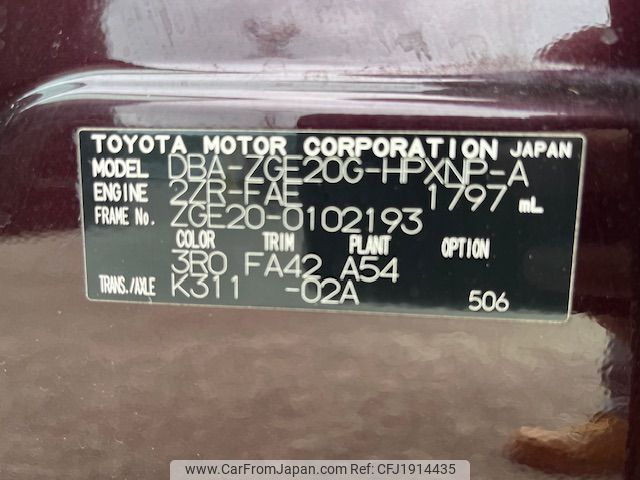 TOYOTA MOTOR CORPORATION JAPAN
MODEL DBA-ZGE20G-HPXNP-A
ENGINE 2ZR-FAE 1797 mL
FRAME No. ZGE20-0102193
COLOR TRIM PLANT OPTION
3R0 FA42 A54
TRANS./AXLE K311 -02A 506
www.CarFromJapan.com | Ref No: CFJ1914435